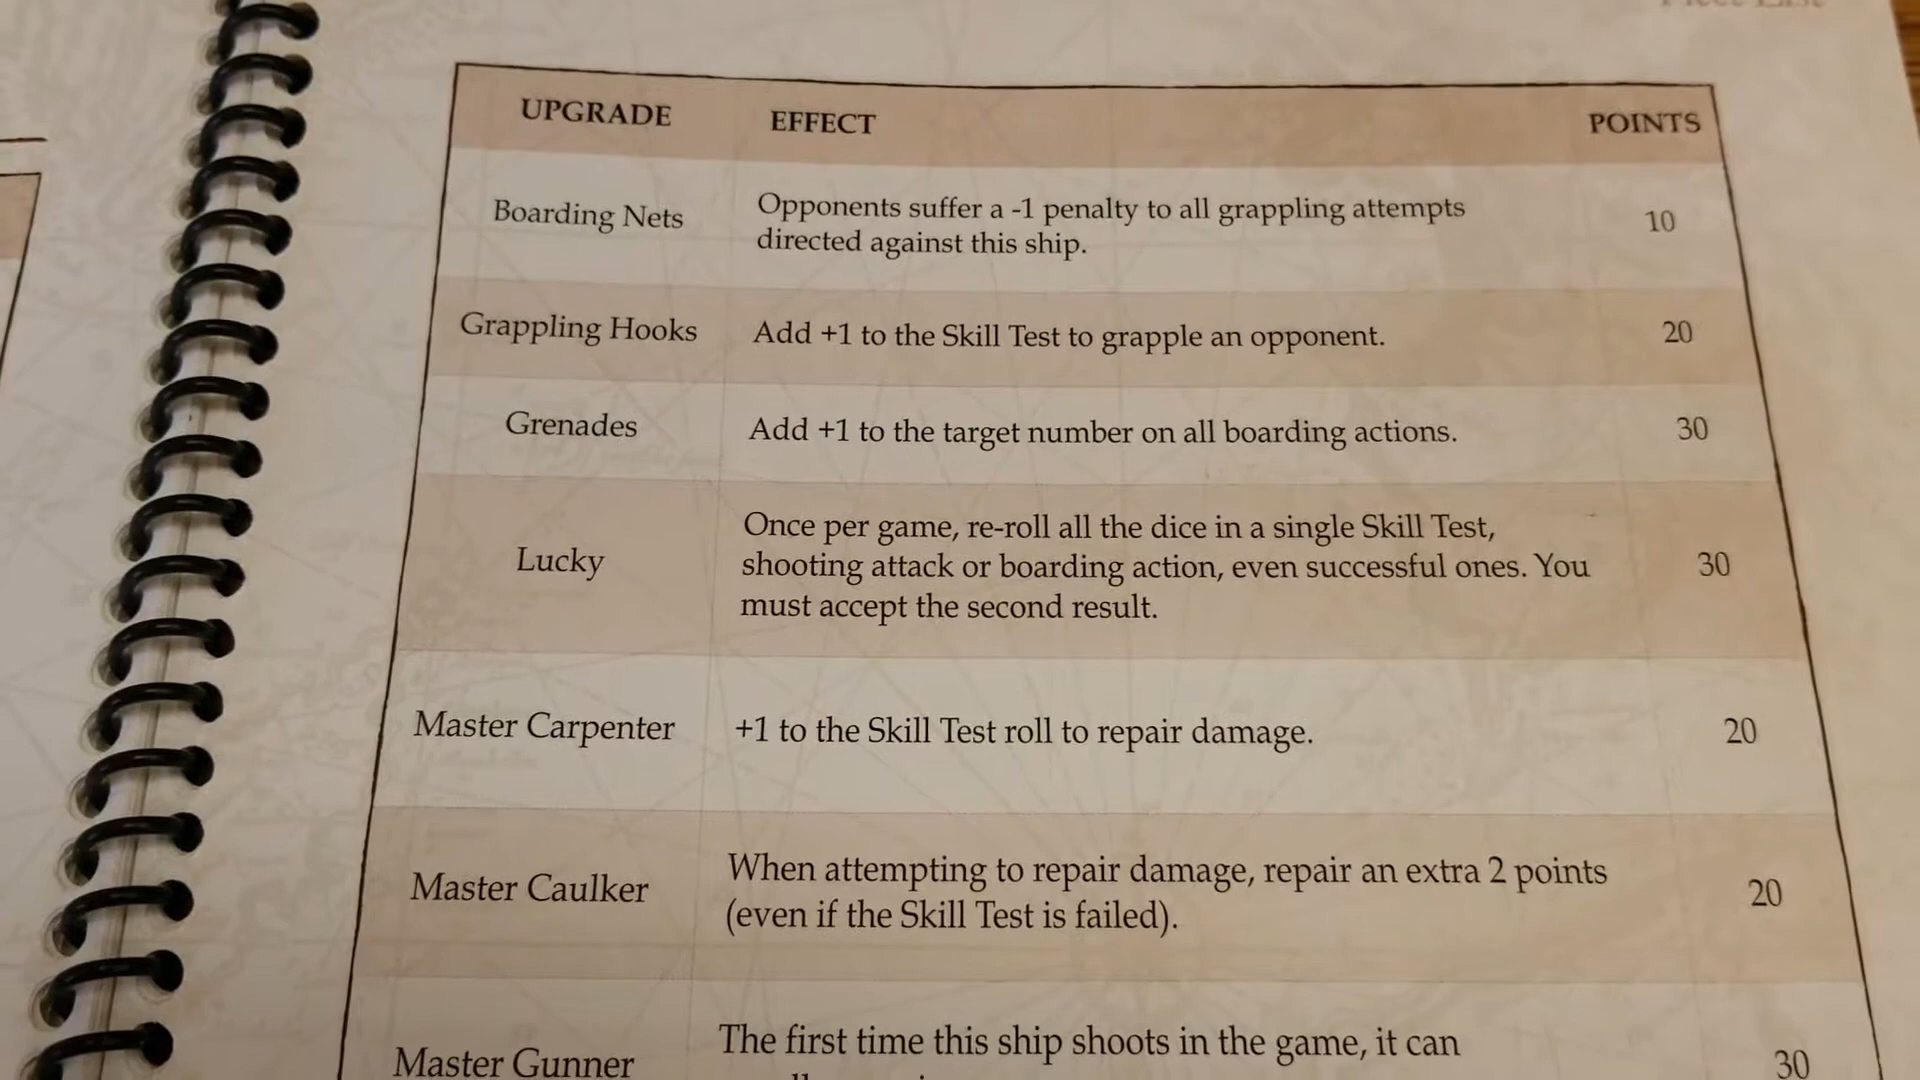 UPGRADE EFFECT POINTS
Boarding Nets Opponents suffer a -1 penalty to all grappling attempts 10
directed against this ship.
Grappling Hooks Add +1 to the Skill Test to grapple an opponent. 20
Grenades Add +1 to the target number on all boarding actions. 30
Once per game, re-roll all the dice in a single Skill Test,
Lucky shooting attack or boarding action, even successful ones. You 30
must accept the second result.
Master Carpenter +1 to the Skill Test roll to repair damage. 20
Master Caulker When attempting to repair damage, repair an extra 2 points 20
(even if the Skill Test is failed).
Master Gunner The first time this ship shoots in the game, it can 30